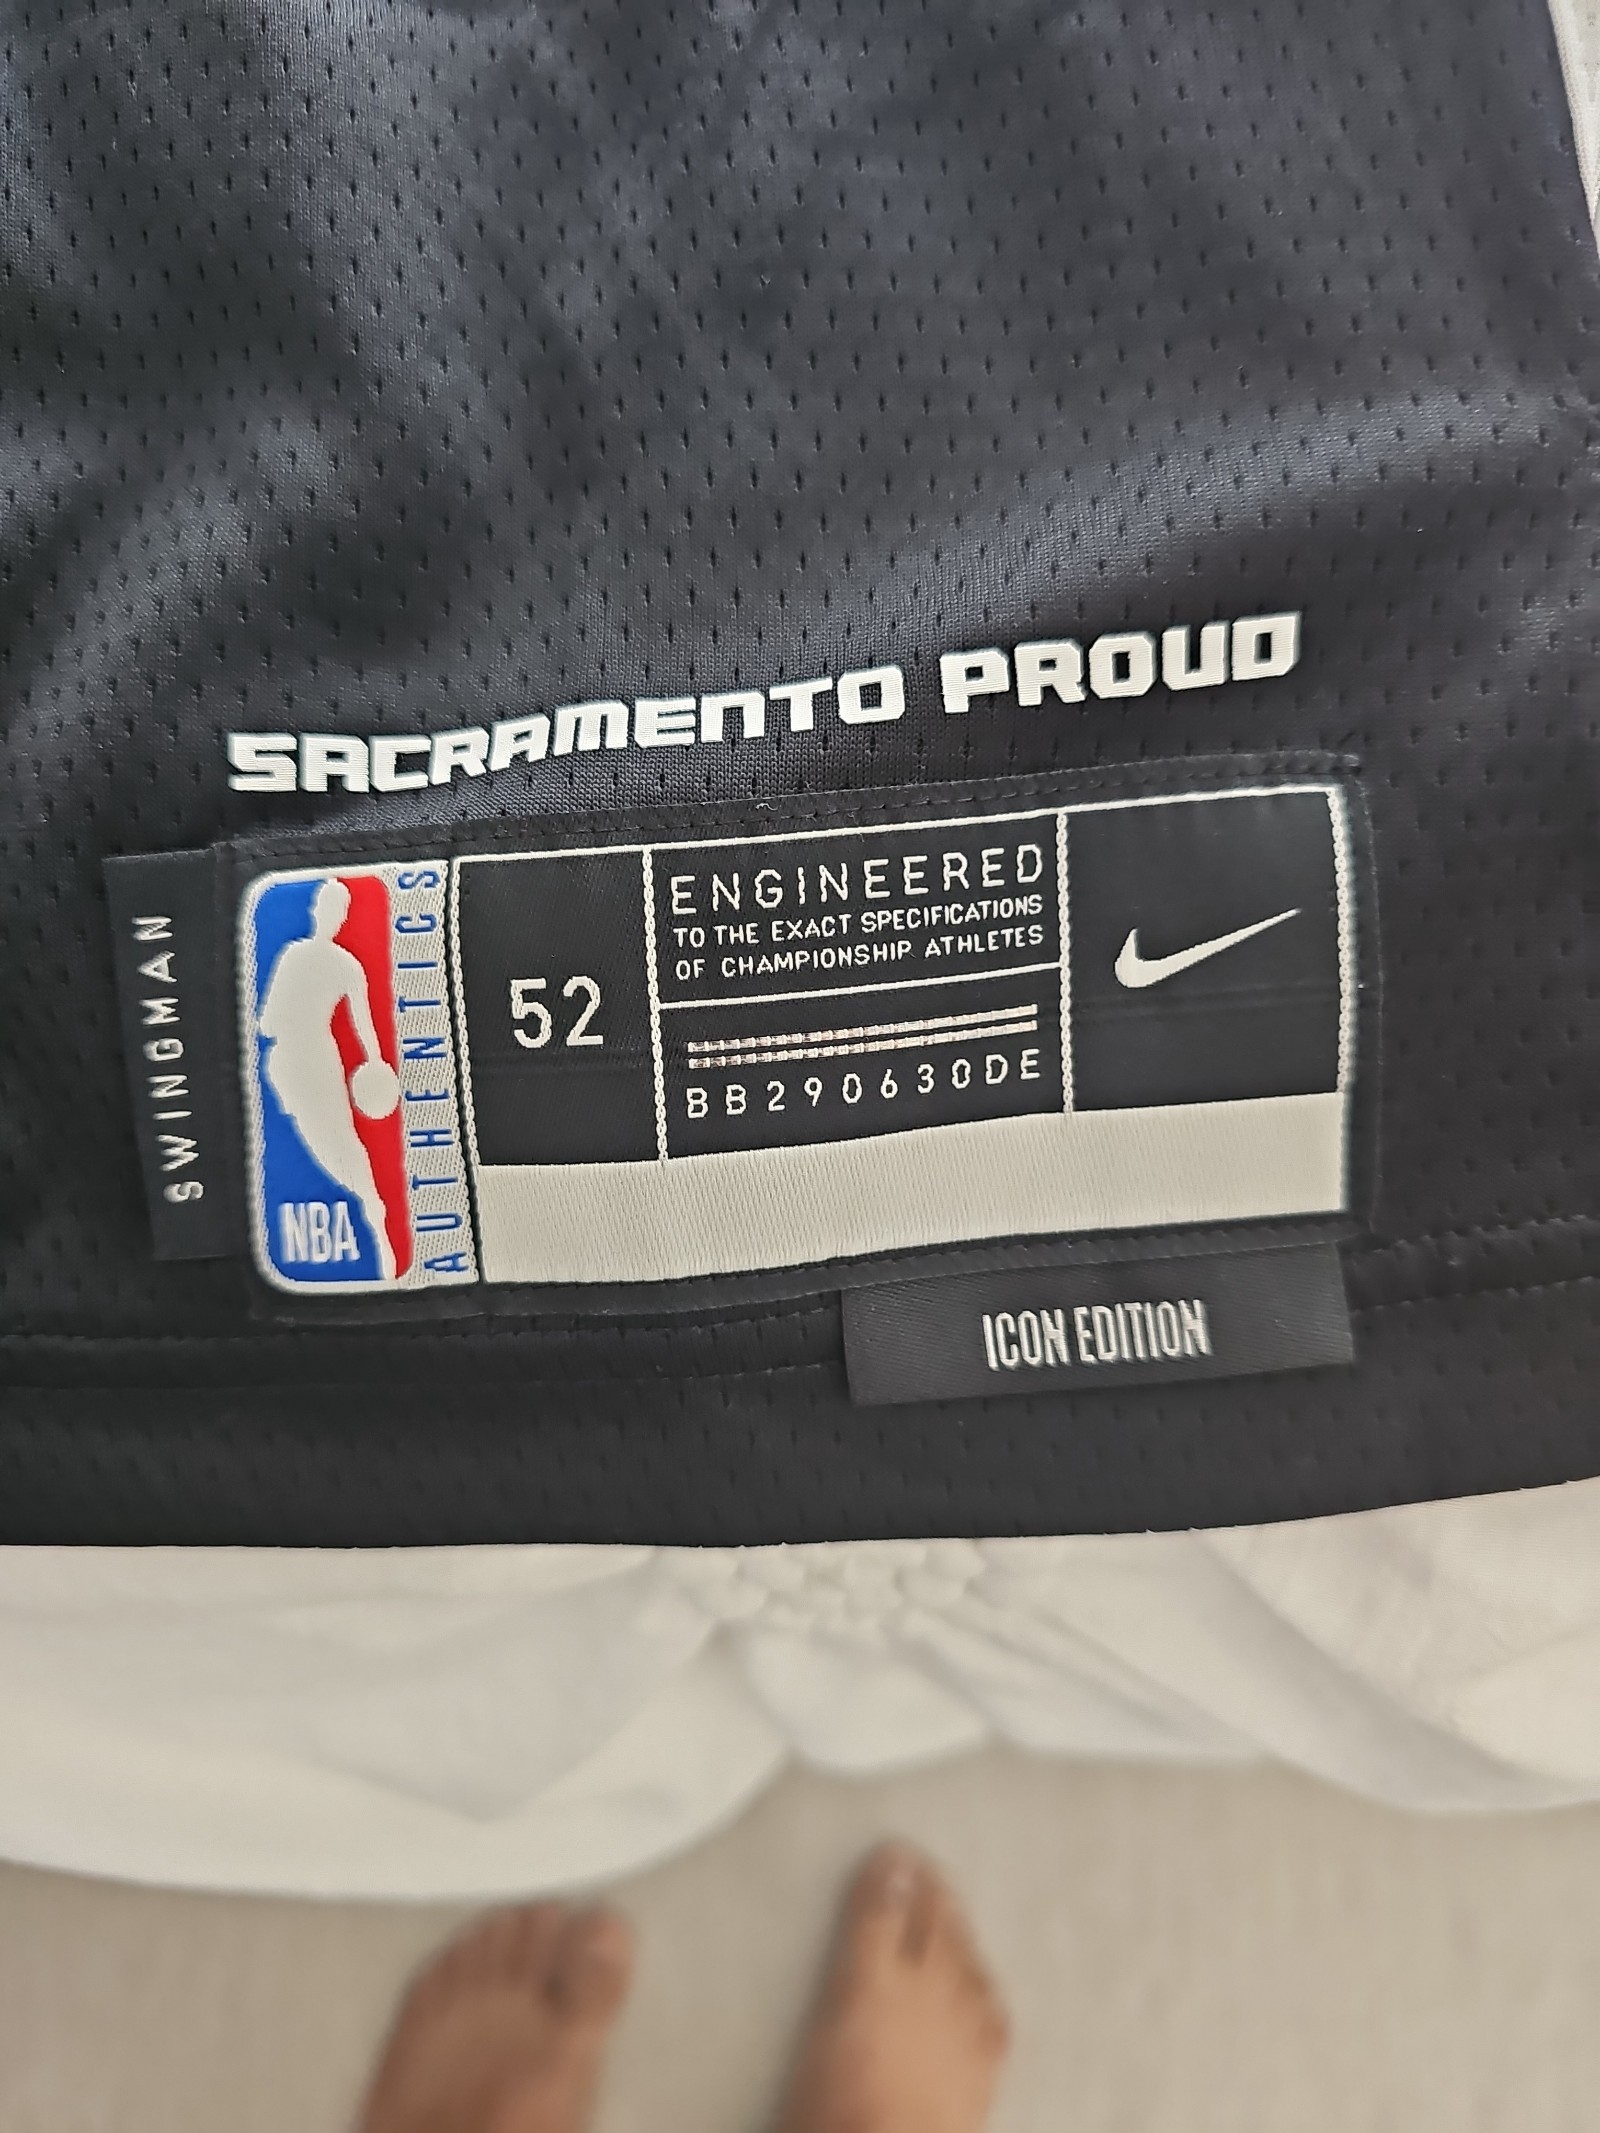 SACRAMENTO PROUD
SWINGMAN
NBA
AUTHENTICS
52
ENGINEERED
TO THE EXACT SPECIFICATIONS
OF CHAMPIONSHIP ATHLETES
BB290630DE
ICON EDITION